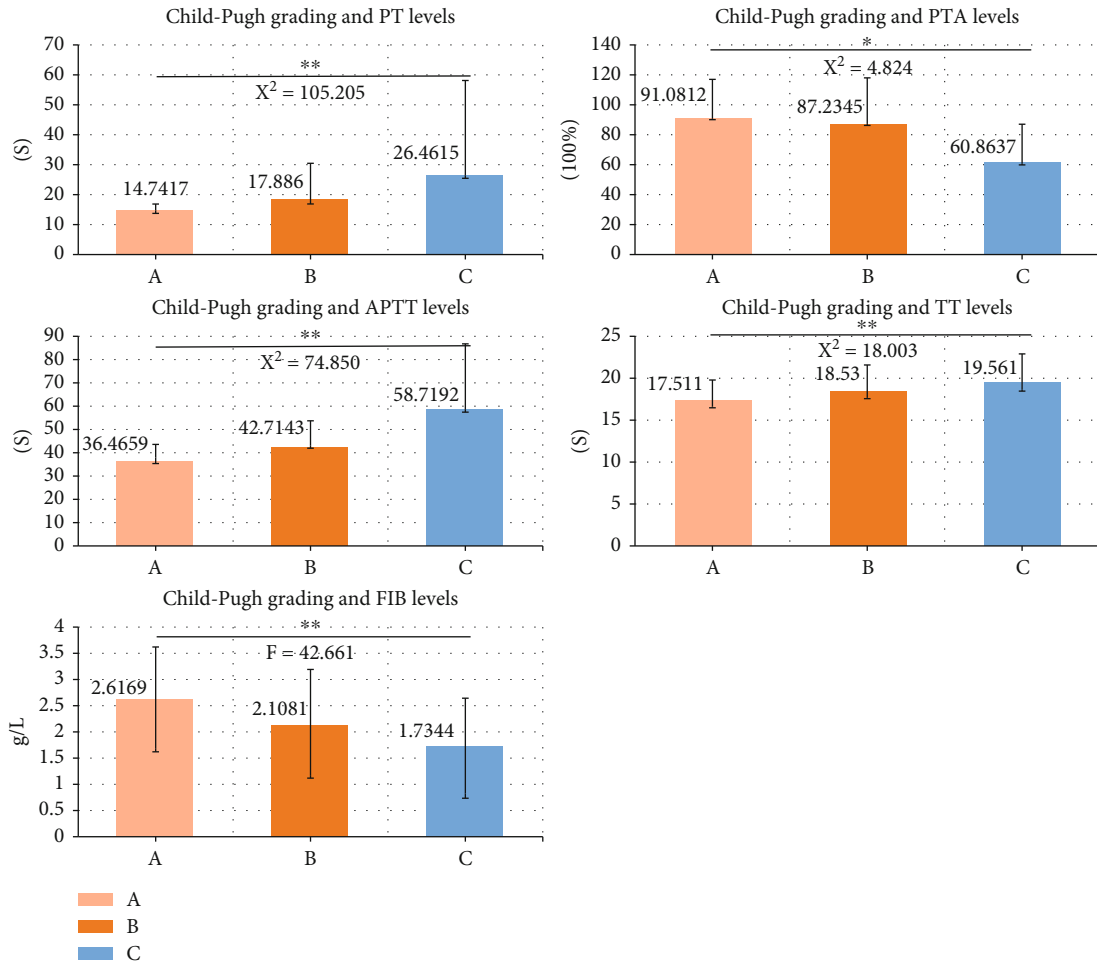 Child-Pugh grading and PT levels
70
60
50
40
30
20
10
0
(S)
**
X² = 105.205
14.7417
17.886
26.4615
A
B
C
Child-Pugh grading and PTA levels
140
120
100
80
60
40
20
0
(100%)
*
X² = 4.824
91.0812
87.2345
60.8637
A
B
C
Child-Pugh grading and APTT levels
90
80
70
60
50
40
30
20
10
0
(S)
**
X² = 74.850
36.4659
42.7143
58.7192
A
B
C
Child-Pugh grading and TT levels
25
20
15
10
5
0
(S)
**
X² = 18.003
17.511
18.53
19.561
A
B
C
Child-Pugh grading and FIB levels
4
3.5
3
2.5
2
1.5
1
0.5
0
g/L
**
F = 42.661
2.6169
2.1081
1.7344
A
B
C
A
B
C